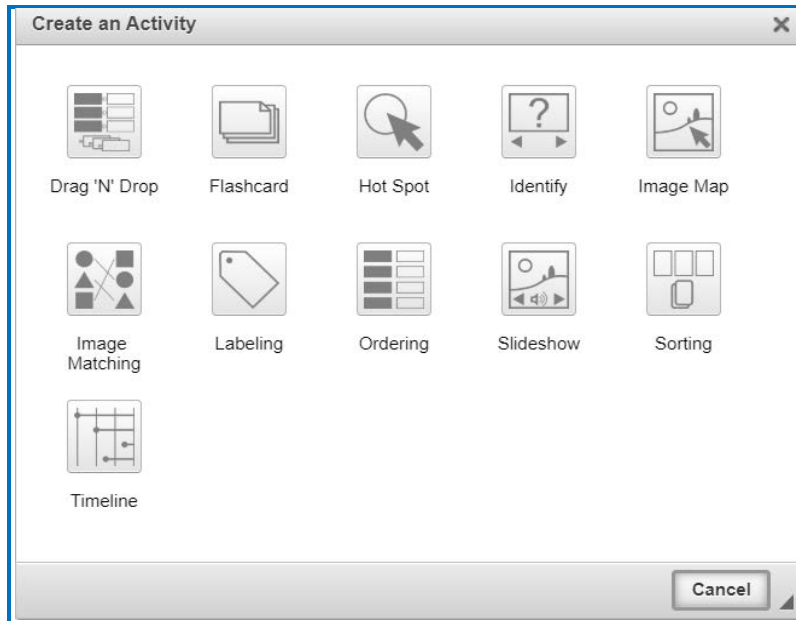 Create an Activity
Drag 'N' Drop
Flashcard
Hot Spot
?
Identify
Image Map
Image
Matching
Labeling
Ordering
Slideshow
Sorting
Timeline
Cancel